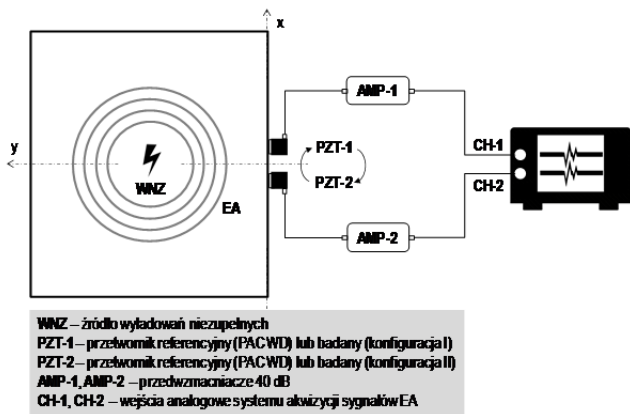 x
AMP-1
y
PZT-1
CH-1
WNZ
PZT-2
CH-2
EA
AMP-2
WNZ – źródło wyładowań niezupełnych
PZT-1 – przetwornik referencyjny (PAC WD) lub badany (konfiguracja I)
PZT-2 – przetwornik referencyjny (PAC WD) lub badany (konfiguracja II)
AMP-1, AMP-2 – przedwzmacniacze 40 dB
CH-1, CH-2 – wejścia analogowe systemu akwizycji sygnałów EA